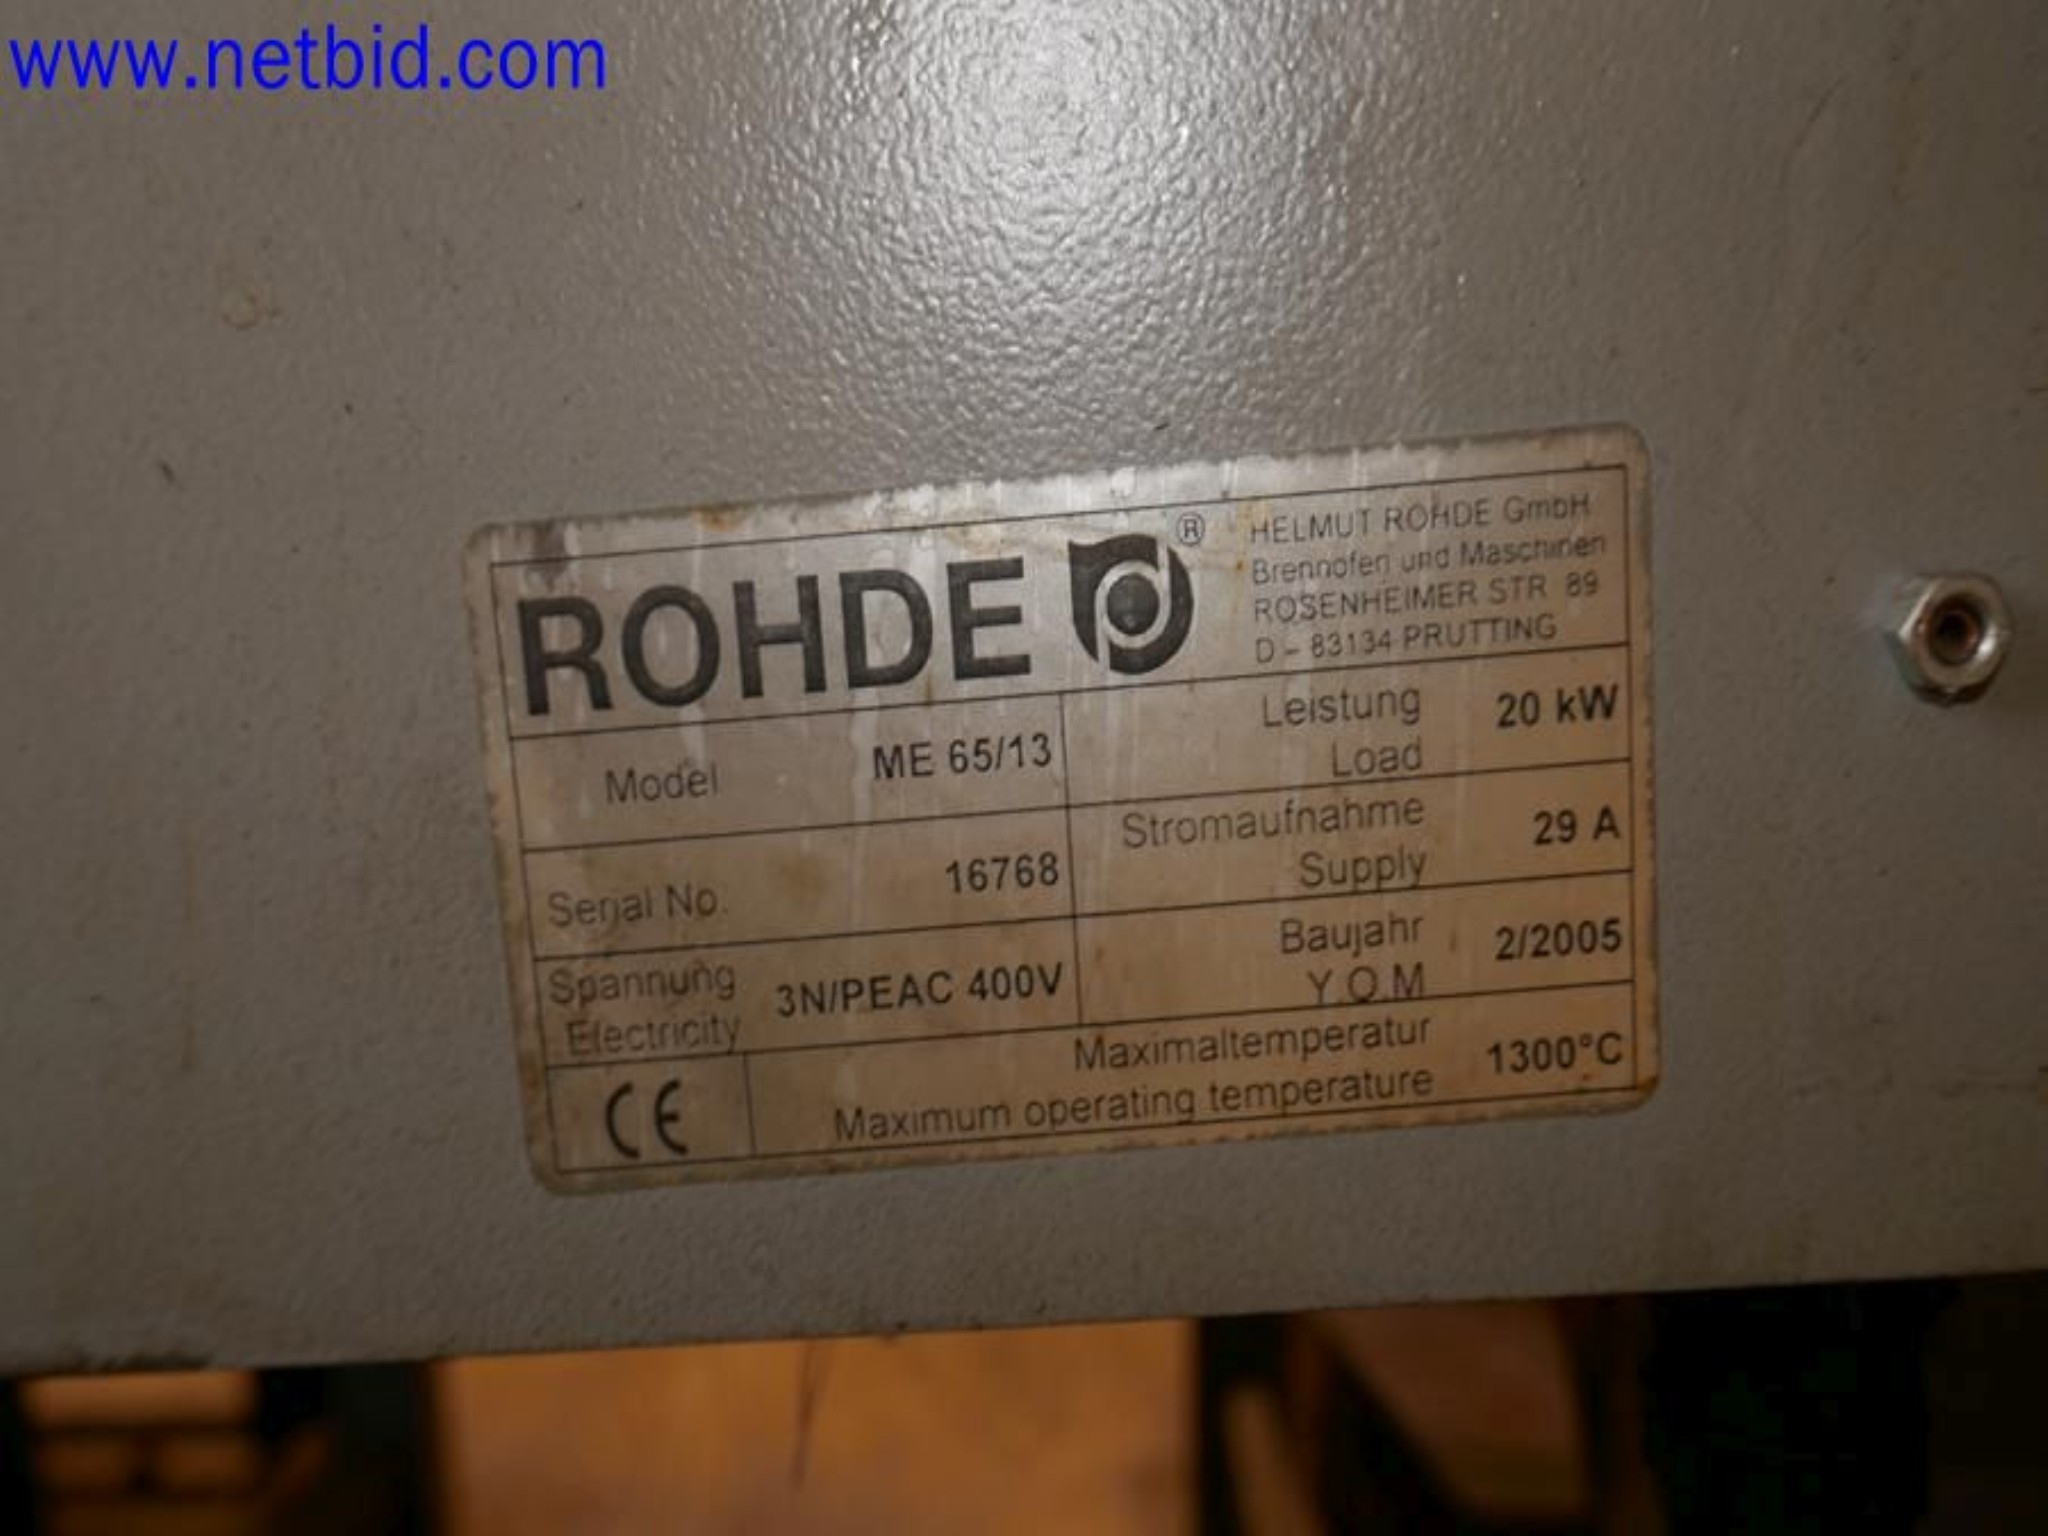 www.netbid.com
ROHDE ®
HELMUT ROHDE GmbH
Brennöfen und Maschinen
ROSENHEIMER STR 89
D - 83134 PRUTTING
Model ME 65/13
Leistung 20 kW
Load
Serial No. 16768
Stromaufnahme 29 A
Supply
Spannung 3N/PEAC 400V
Electricity
Baujahr 2/2005
Y.O.M
CE
Maximaltemperatur 1300°C
Maximum operating temperature